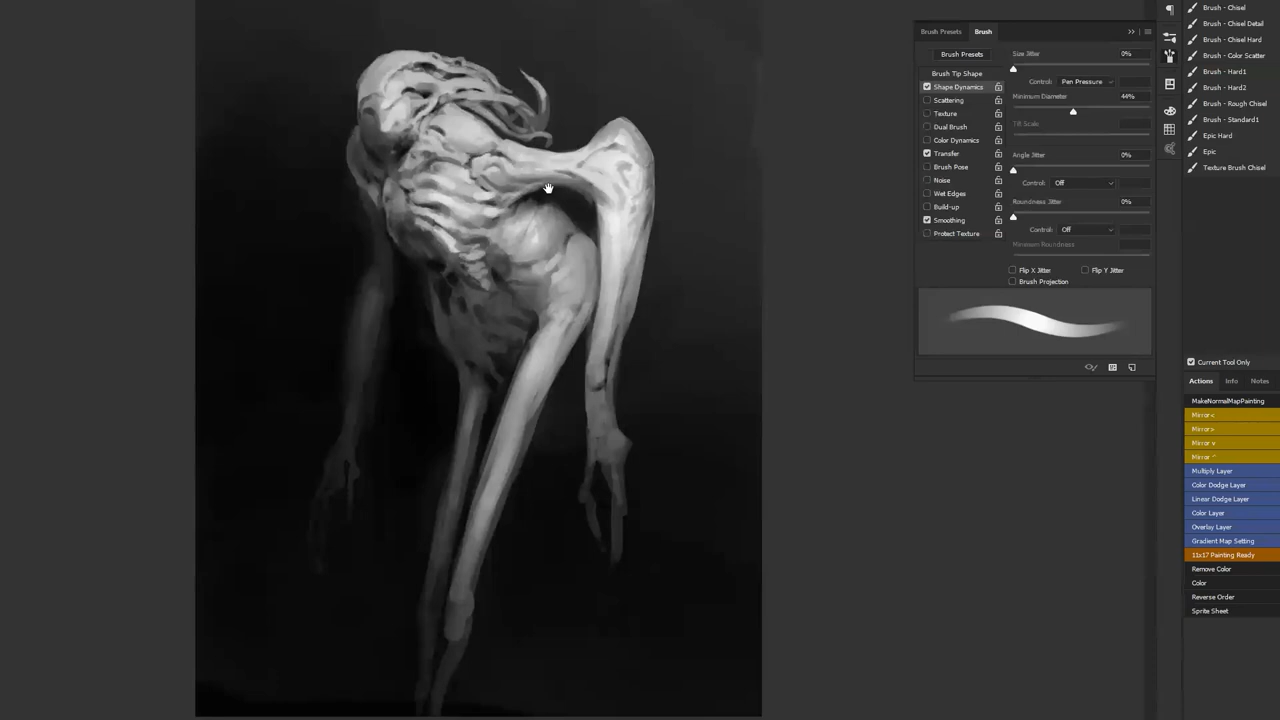 Brush Presets Brush
Brush Presets
Brush Tip Shape
Shape Dynamics
Scattering
Texture
Dual Brush
Color Dynamics
Transfer
Brush Pose
Noise
Wet Edges
Build-up
Smoothing
Protect Texture
Size Jitter 0%
Control: Pen Pressure
Minimum Diameter 44%
Tilt Scale
Angle Jitter 0%
Control: Off
Roundness Jitter 0%
Control: Off
Minimum Roundness
Flip X Jitter Flip Y Jitter
Brush Projection
Brush - Chisel
Brush - Chisel Detail
Brush - Chisel Hard
Brush - Color Scatter
Brush - Hard1
Brush - Hard2
Brush - Rough Chisel
Brush - Standard1
Epic Hard
Epic
Texture Brush Chisel
Current Tool Only
Actions Info Notes
MakeNormalMapPainting
Mirror <
Mirror >
Mirror v
Mirror ^
Multiply Layer
Color Dodge Layer
Linear Dodge Layer
Color Layer
Overlay Layer
Gradient Map Setting
11x17 Painting Ready
Remove Color
Color
Reverse Order
Sprite Sheet